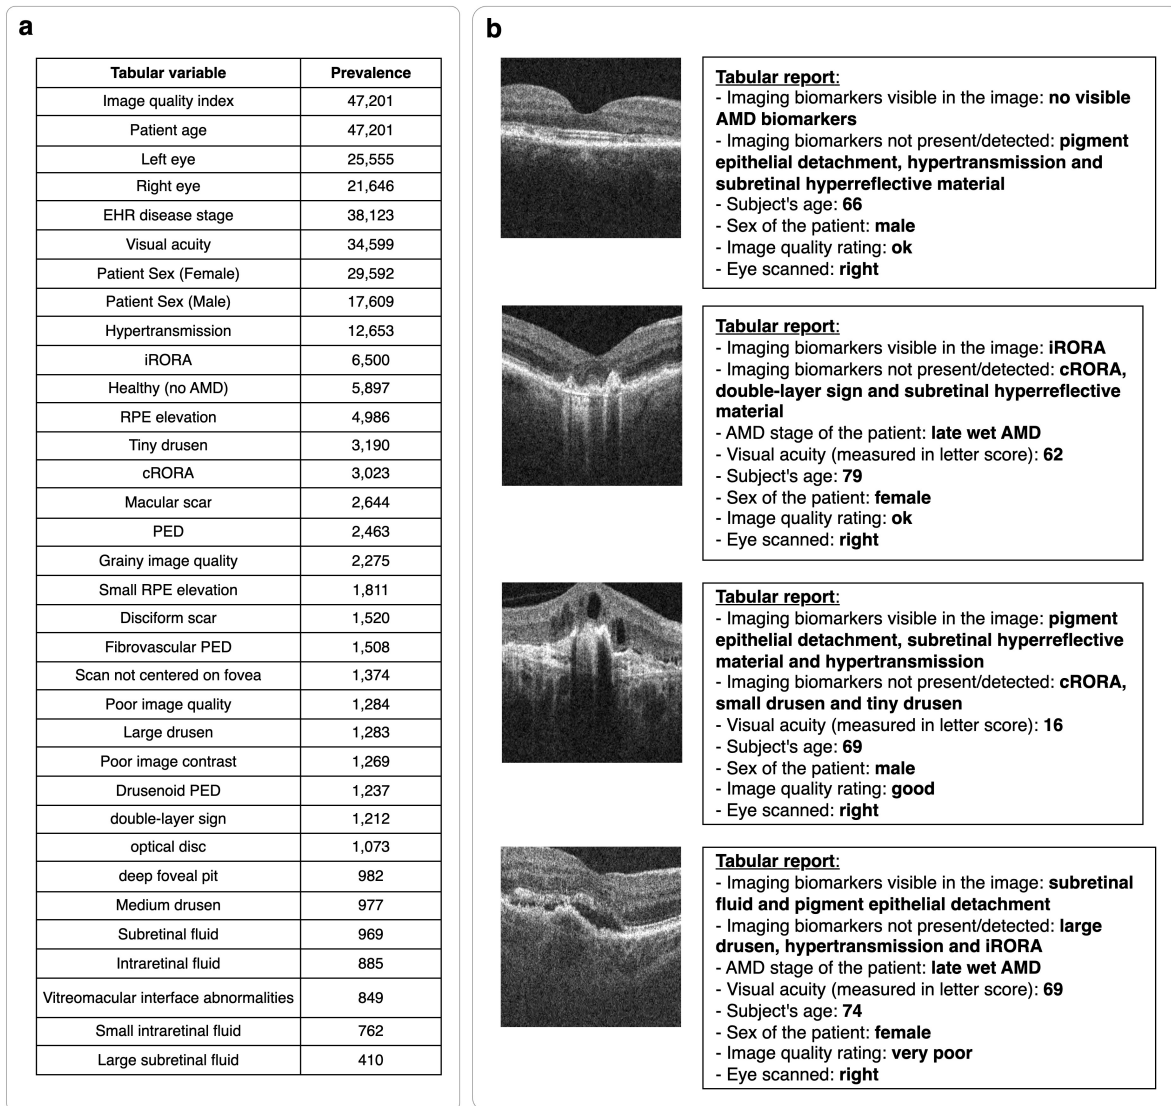 a
Tabular variable Prevalence
Image quality index 47,201
Patient age 47,201
Left eye 25,555
Right eye 21,646
EHR disease stage 38,123
Visual acuity 34,599
Patient Sex (Female) 29,592
Patient Sex (Male) 17,609
Hypertransmission 12,653
iRORA 6,500
Healthy (no AMD) 5,897
RPE elevation 4,986
Tiny drusen 3,190
cRORA 3,023
Macular scar 2,644
PED 2,463
Grainy image quality 2,275
Small RPE elevation 1,811
Disciform scar 1,520
Fibrovascular PED 1,508
Scan not centered on fovea 1,374
Poor image quality 1,284
Large drusen 1,283
Poor image contrast 1,269
Drusenoid PED 1,237
double-layer sign 1,212
optical disc 1,073
deep foveal pit 982
Medium drusen 977
Subretinal fluid 969
Intraretinal fluid 885
Vitreomacular interface abnormalities 849
Small intraretinal fluid 762
Large subretinal fluid 410
b
Tabular report:
- Imaging biomarkers visible in the image: no visible
AMD biomarkers
- Imaging biomarkers not present/detected: pigment
epithelial detachment, hypertransmission and
subretinal hyperreflective material
- Subject's age: 66
- Sex of the patient: male
- Image quality rating: ok
- Eye scanned: right
Tabular report:
- Imaging biomarkers visible in the image: iRORA
- Imaging biomarkers not present/detected: cRORA,
double-layer sign and subretinal hyperreflective
material
- AMD stage of the patient: late wet AMD
- Visual acuity (measured in letter score): 62
- Subject's age: 79
- Sex of the patient: female
- Image quality rating: ok
- Eye scanned: right
Tabular report:
- Imaging biomarkers visible in the image: pigment
epithelial detachment, subretinal hyperreflective
material and hypertransmission
- Imaging biomarkers not present/detected: cRORA,
small drusen and tiny drusen
- Visual acuity (measured in letter score): 16
- Subject's age: 69
- Sex of the patient: male
- Image quality rating: good
- Eye scanned: right
Tabular report:
- Imaging biomarkers visible in the image: subretinal
fluid and pigment epithelial detachment
- Imaging biomarkers not present/detected: large
drusen, hypertransmission and iRORA
- AMD stage of the patient: late wet AMD
- Visual acuity (measured in letter score): 69
- Subject's age: 74
- Sex of the patient: female
- Image quality rating: very poor
- Eye scanned: right